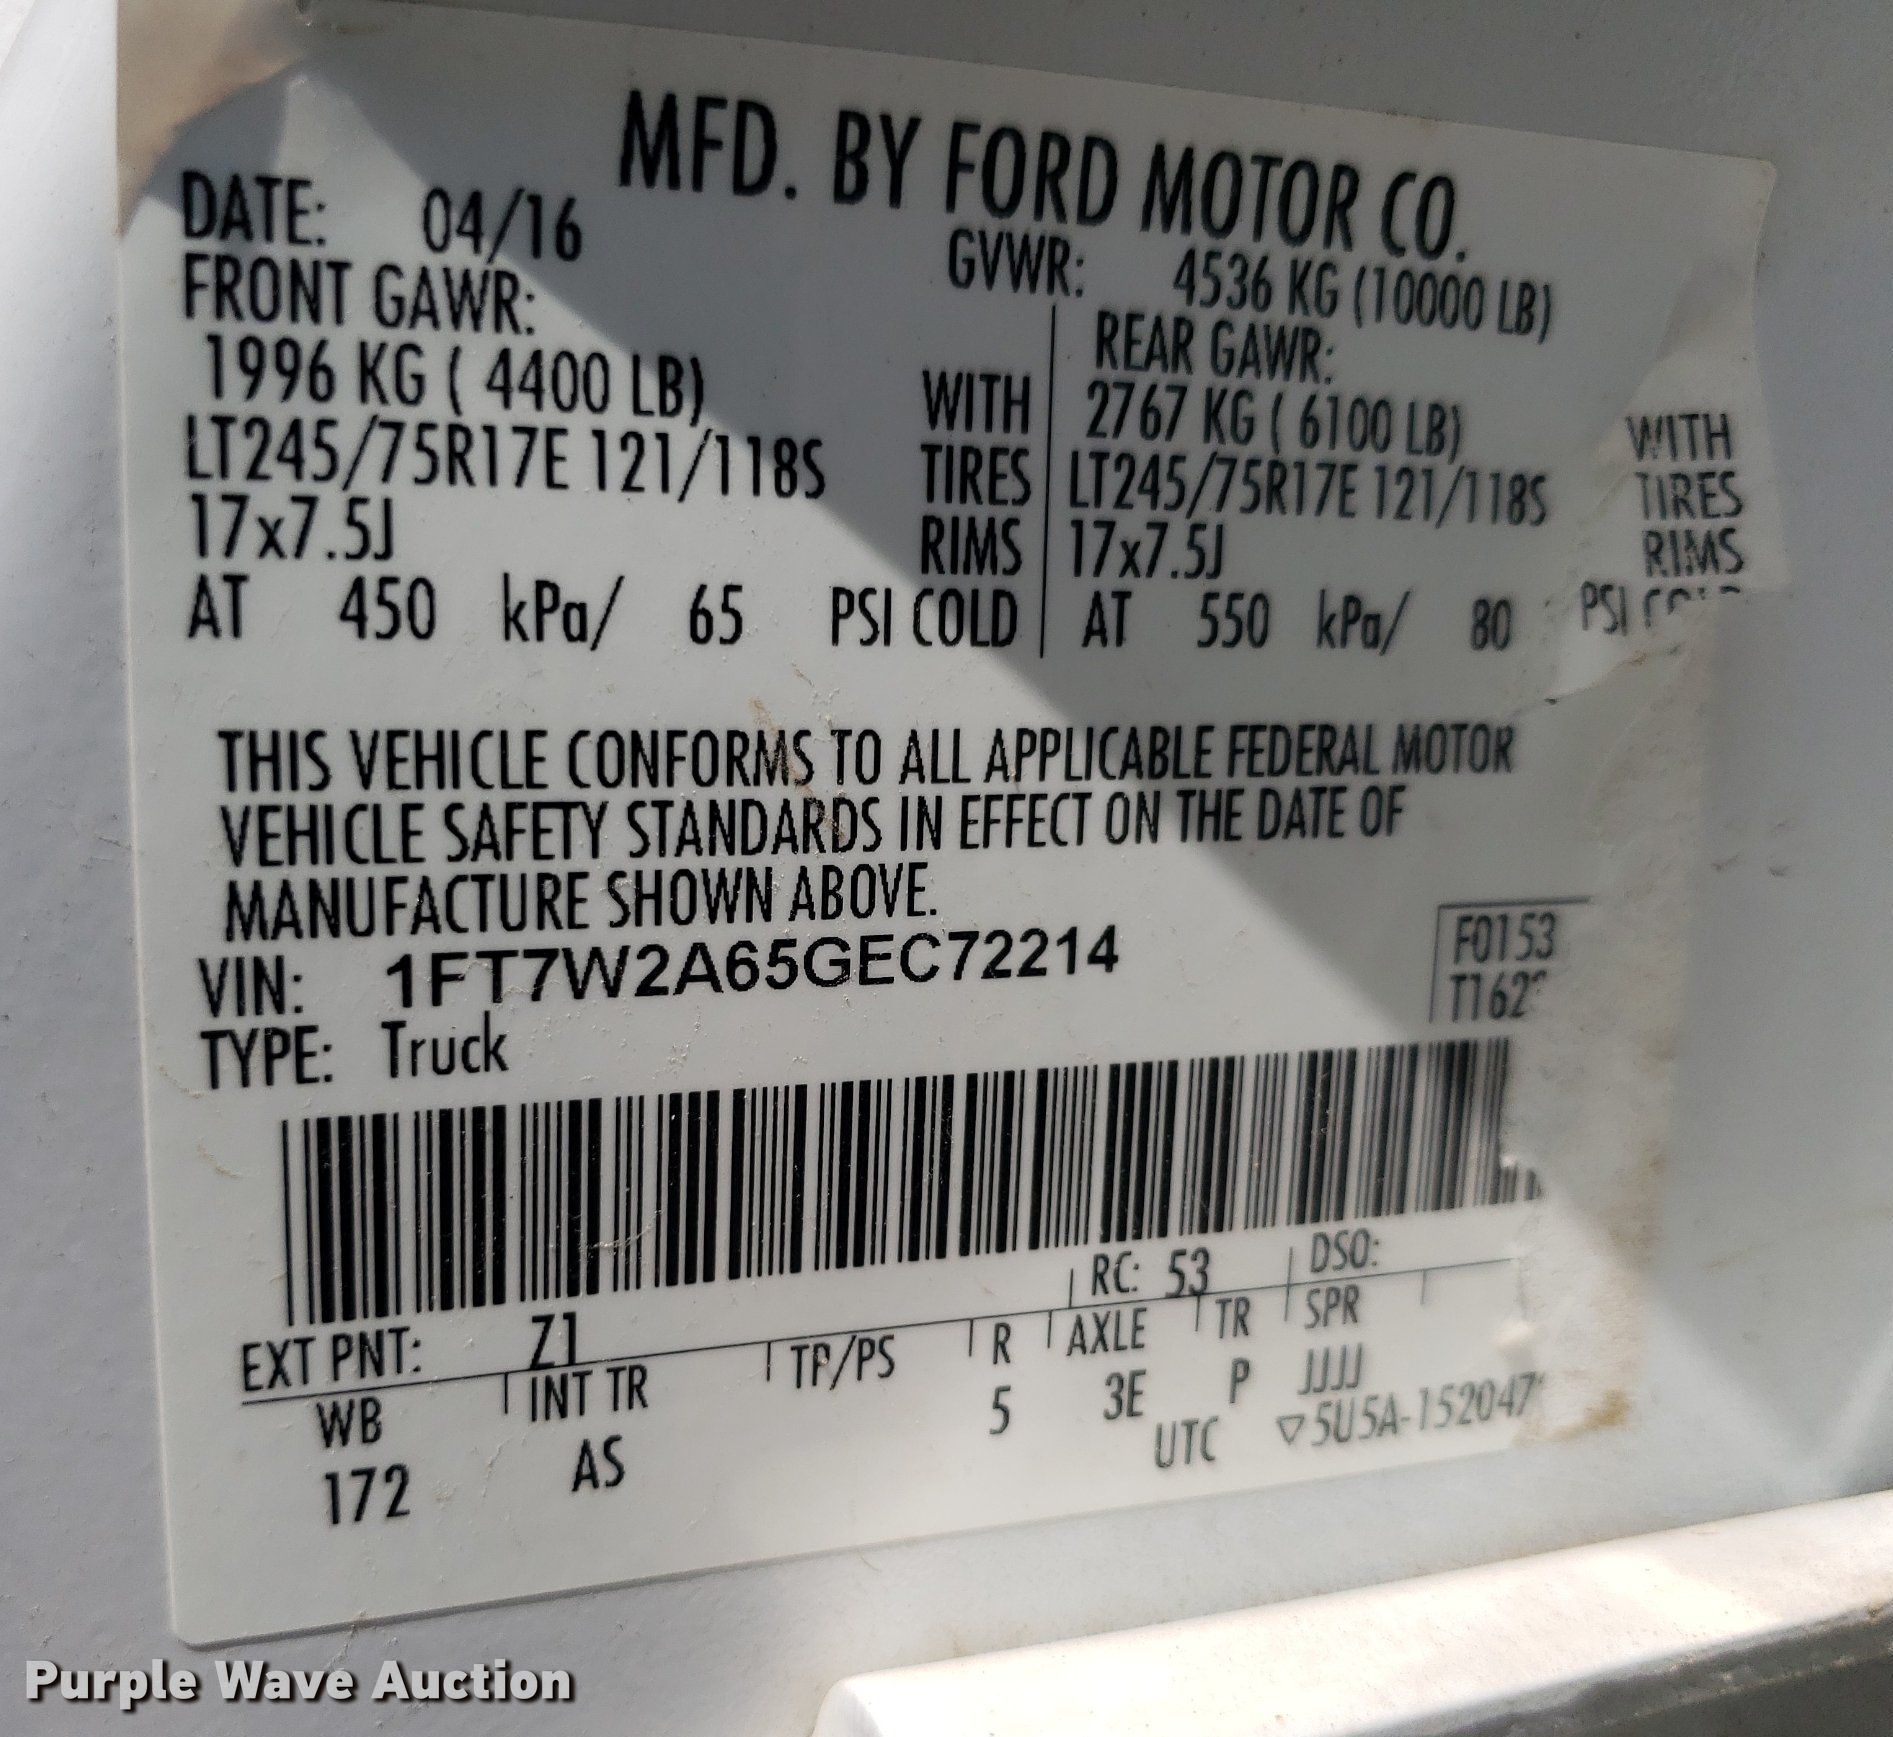 MFD. BY FORD MOTOR CO.
DATE: 04/16 GVWR: 4536 KG (10000 LB)
FRONT GAWR: REAR GAWR:
1996 KG ( 4400 LB) WITH 2767 KG ( 6100 LB) WITH
LT245/75R17E 121/118S TIRES LT245/75R17E 121/118S TIRES
17x7.5J RIMS 17x7.5J RIMS
AT 450 kPa/ 65 PSI COLD AT 550 kPa/ 80 PSI
THIS VEHICLE CONFORMS TO ALL APPLICABLE FEDERAL MOTOR
VEHICLE SAFETY STANDARDS IN EFFECT ON THE DATE OF
MANUFACTURE SHOWN ABOVE.
VIN: 1FT7W2A65GEC72214 F0153
TYPE: Truck
RC: 53 DSO:
EXT PNT: Z1
WB INT TR TP/PS R AXLE TR SPR
172 AS 5 3E P JJJJ
UTC
Purple Wave Auction